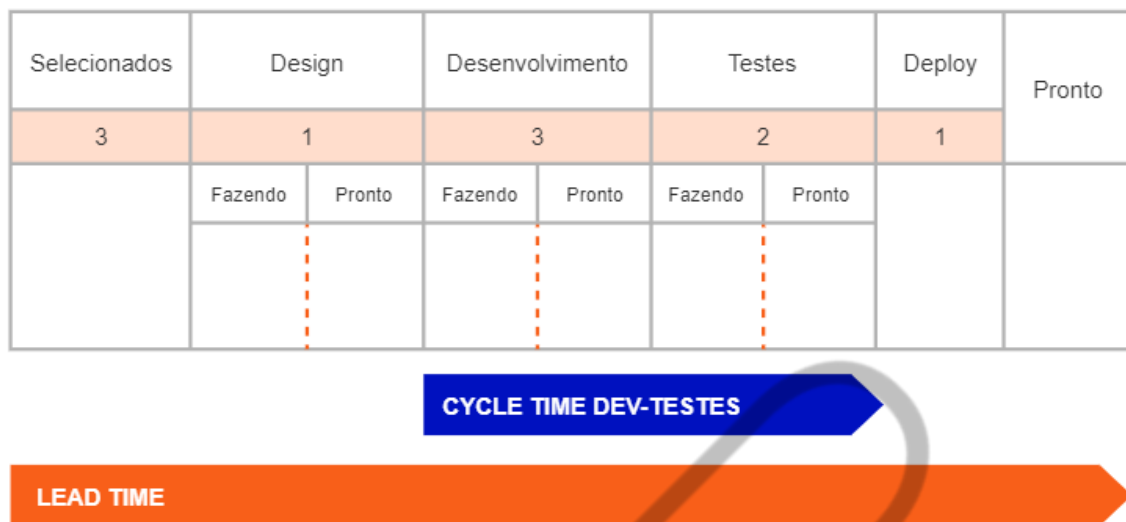 Selecionados Design Desenvolvimento Testes Deploy Pronto
3 1 3 2 1
Fazendo Pronto Fazendo Pronto Fazendo Pronto
CYCLE TIME DEV-TESTES
LEAD TIME